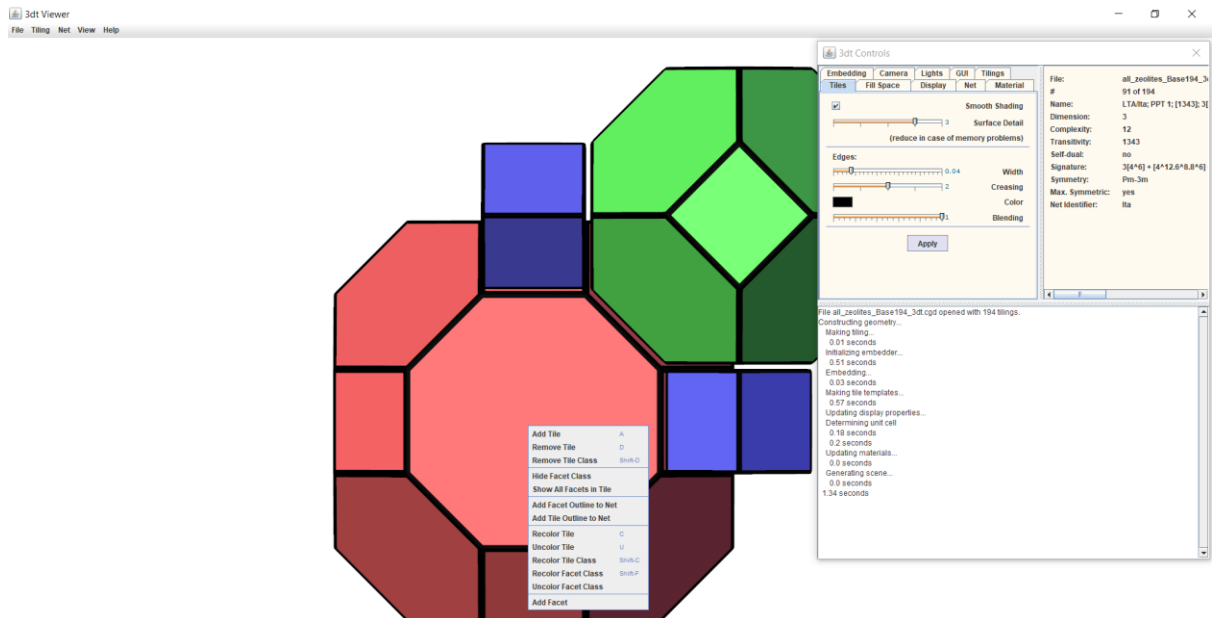 3dt Viewer
File Tiling Net View Help
3dt Controls
Embedding Camera Lights GUI Tilings
Tiles Fill Space Display Net Material
Smooth Shading
3 Surface Detail
(reduce in case of memory problems)
Edges:
0.04 Width
2 Creasing
Color
1 Blending
Apply
File: all_zeolites_Base194_3
# 91 of 194
Name: LTA/lta; PPT 1; [1343]; 3[
Dimension: 3
Complexity: 12
Transitivity: 1343
Self-dual: no
Signature: 3[4^6] + [4^12.6^8.8^6]
Symmetry: Pm-3m
Max. Symmetric: yes
Net Identifier: lta
File all_zeolites_Base194_3dt.cgd opened with 194 tilings.
Constructing geometry...
Making tiling...
0.01 seconds
Initializing embedder...
0.51 seconds
Embedding...
0.03 seconds
Making tile templates...
0.57 seconds
Updating display properties...
Determining unit cell
0.18 seconds
0.2 seconds
Updating materials...
0.0 seconds
Generating scene...
0.0 seconds
1.34 seconds
Add Tile A
Remove Tile D
Remove Tile Class Shift-D
Hide Facet Class
Show All Facets in Tile
Add Facet Outline to Net
Add Tile Outline to Net
Recolor Tile C
Uncolor Tile U
Recolor Tile Class Shift-C
Recolor Facet Class Shift-F
Uncolor Facet Class
Add Facet